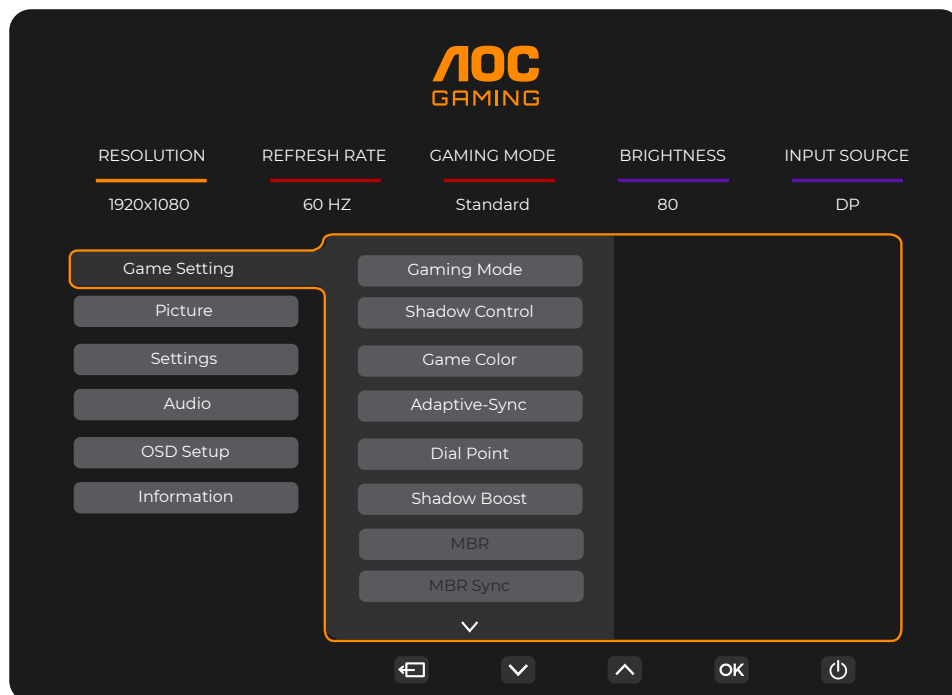 AOC
GAMING
RESOLUTION REFRESH RATE GAMING MODE BRIGHTNESS INPUT SOURCE
1920x1080 60 HZ Standard 80 DP
Game Setting
Picture
Settings
Audio
OSD Setup
Information
Gaming Mode
Shadow Control
Game Color
Adaptive-Sync
Dial Point
Shadow Boost
MBR
MBR Sync
OK